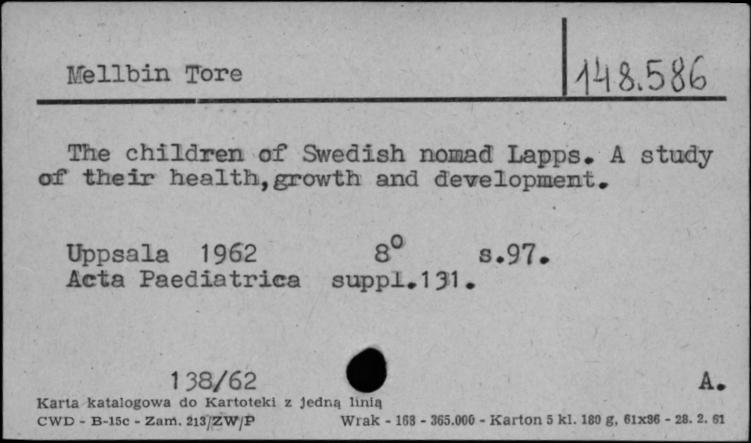 Mellbin Tore
148.586
The children of Swedish nomad Lapps. A study
of their health,growth and development.
Uppsala 1962 8° s.97.
Acta Paediatrica suppl.131.
138/62 A.
Karta katalogowa do Kartoteki z jedną linią
CWD - B-15c - Zam. 213/ZW/P Wrak - 168 - 365.000 - Karton 5 kl. 180 g, 61x86 - 28. 2. 61